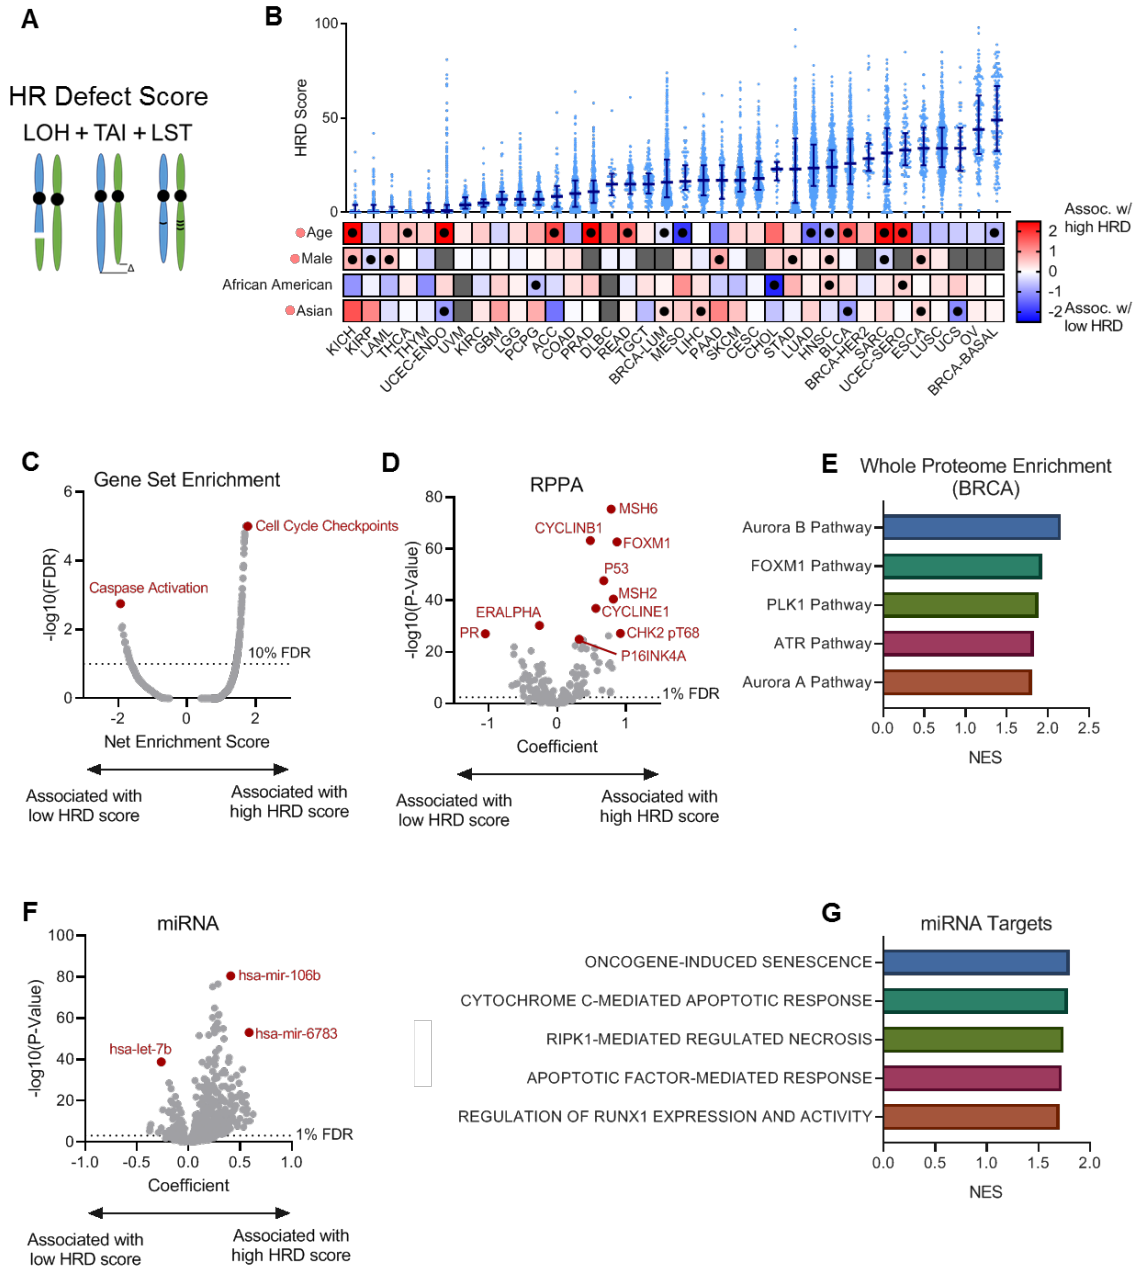 A
HR Defect Score
LOH + TAI + LST
Δ
B
HRD Score
100
50
0
Age
Male
African American
Asian
Assoc. w/
high HRD
2
1
0
-1
-2
Assoc. w/
low HRD
KICH
KIRP
LAML
THCA
THYM
UCEC-ENDO
UVM
KIRC
GBM
LGG
PCPG
ACC
COAD
PRAD
DLBC
READ
TGCT
BRCA-LUM
MESO
LIHC
PAAD
SKCM
CESC
CHOL
STAD
LUAD
HNSC
BLCA
BRCA-HER2
SARC
UCEC-SERO
ESCA
LUSC
UCS
OV
BRCA-BASAL
C
Gene Set Enrichment
-log10(FDR)
6
4
2
0
Cell Cycle Checkpoints
Caspase Activation
10% FDR
-2
0
2
Net Enrichment Score
Associated with
low HRD score
Associated with
high HRD score
D
RPPA
-log10(P-Value)
80
60
40
20
0
MSH6
CYCLINB1
FOXM1
P53
MSH2
CYCLINE1
ERALPHA
PR
CHK2 pT68
P16INK4A
1% FDR
-1
0
1
Coefficient
Associated with
low HRD score
Associated with
high HRD score
E
Whole Proteome Enrichment
(BRCA)
Aurora B Pathway
FOXM1 Pathway
PLK1 Pathway
ATR Pathway
Aurora A Pathway
0.0 0.5 1.0 1.5 2.0 2.5
NES
F
miRNA
-log10(P-Value)
100
80
60
40
20
0
hsa-mir-106b
hsa-mir-6783
hsa-let-7b
1% FDR
-1.0 -0.5 0.0 0.5 1.0
Coefficient
Associated with
low HRD score
Associated with
high HRD score
G
miRNA Targets
ONCOGENE-INDUCED SENESCENCE
CYTOCHROME C-MEDIATED APOPTOTIC RESPONSE
RIPK1-MEDIATED REGULATED NECROSIS
APOPTOTIC FACTOR-MEDIATED RESPONSE
REGULATION OF RUNX1 EXPRESSION AND ACTIVITY
0.0 0.5 1.0 1.5 2.0
NES